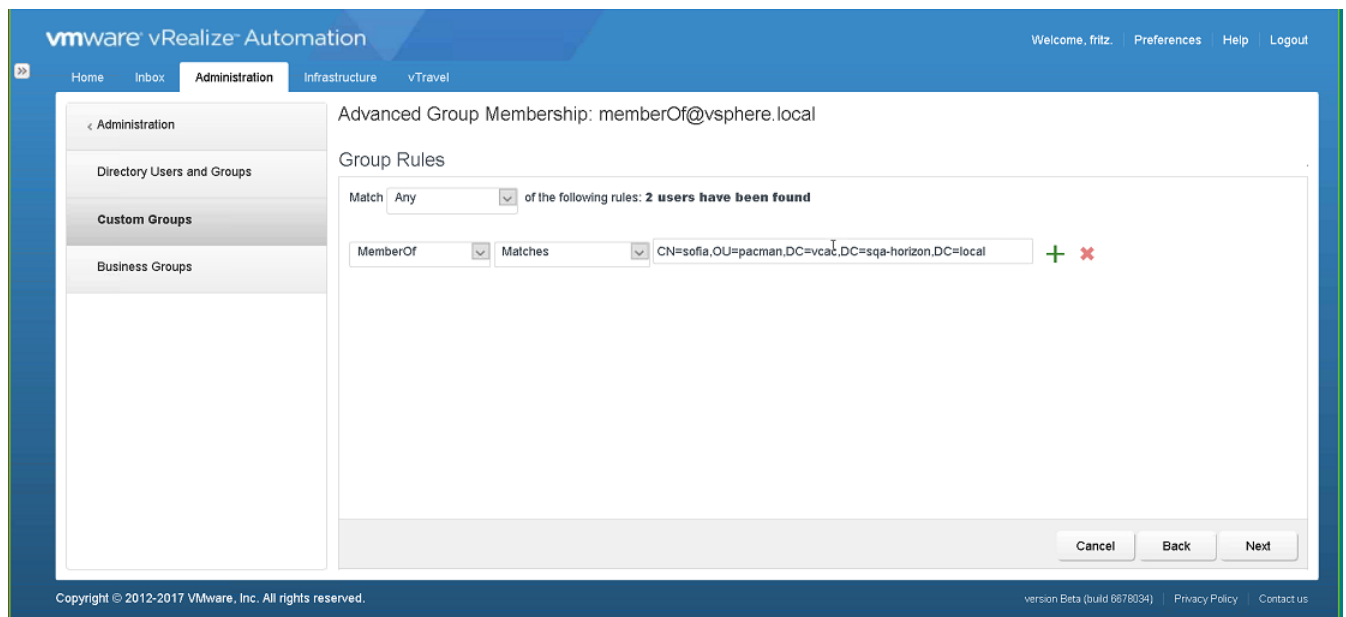 vmware® vRealize™ Automation
Welcome, fritz. Preferences Help Logout
Home Inbox Administration Infrastructure vTravel
‹ Administration
Directory Users and Groups
Custom Groups
Business Groups
Advanced Group Membership: memberOf@vsphere.local
Group Rules
Match Any of the following rules: 2 users have been found
MemberOf Matches CN=sofia,OU=pacman,DC=vcac,DC=sqa-horizon,DC=local
Cancel Back Next
Copyright © 2012-2017 VMware, Inc. All rights reserved.
version Beta (build 6678034) Privacy Policy Contact us